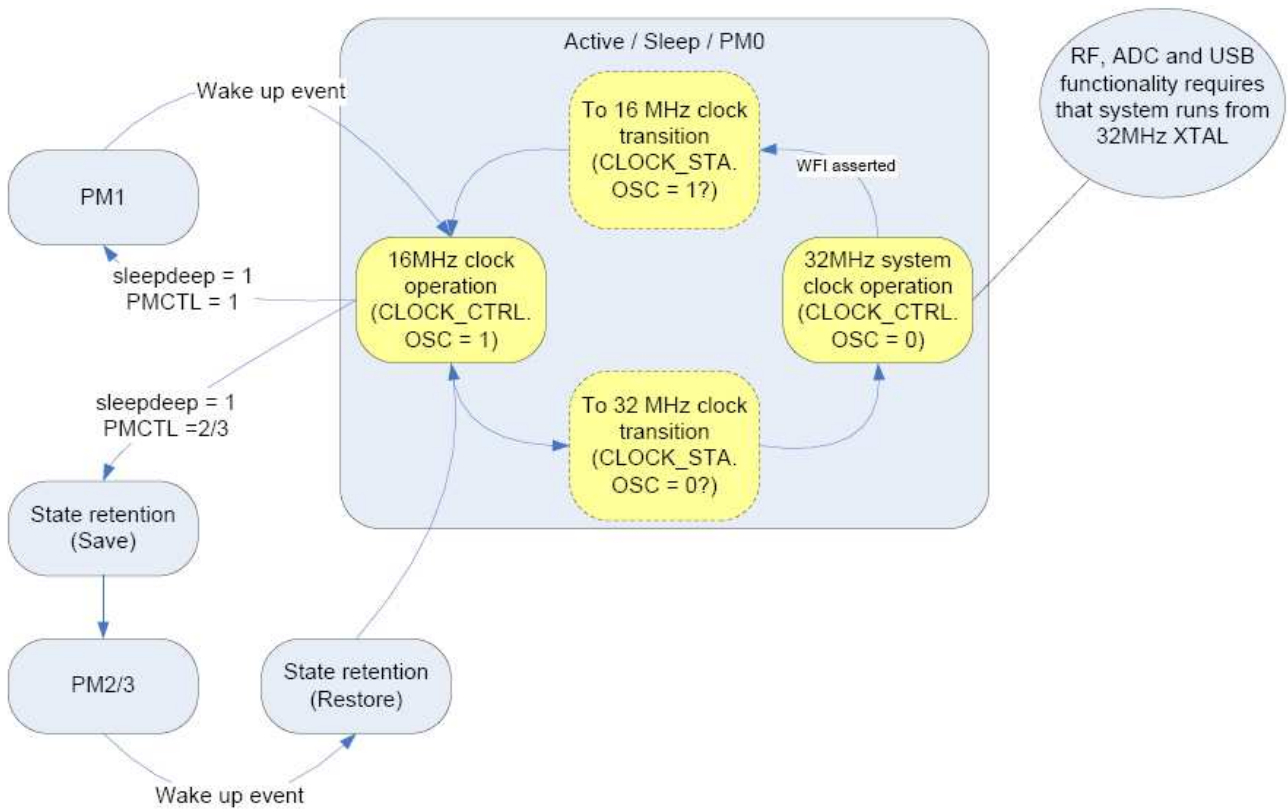 Active / Sleep / PM0
RF, ADC and USB
functionality requires
that system runs from
32MHz XTAL
Wake up event
To 16 MHz clock
transition
(CLOCK_STA.
OSC = 1?)
WFI asserted
PM1
sleepdeep = 1
PMCTL = 1
16MHz clock
operation
(CLOCK_CTRL.
OSC = 1)
32MHz system
clock operation
(CLOCK_CTRL.
OSC = 0)
sleepdeep = 1
PMCTL =2/3
To 32 MHz clock
transition
(CLOCK_STA.
OSC = 0?)
State retention
(Save)
PM2/3
State retention
(Restore)
Wake up event